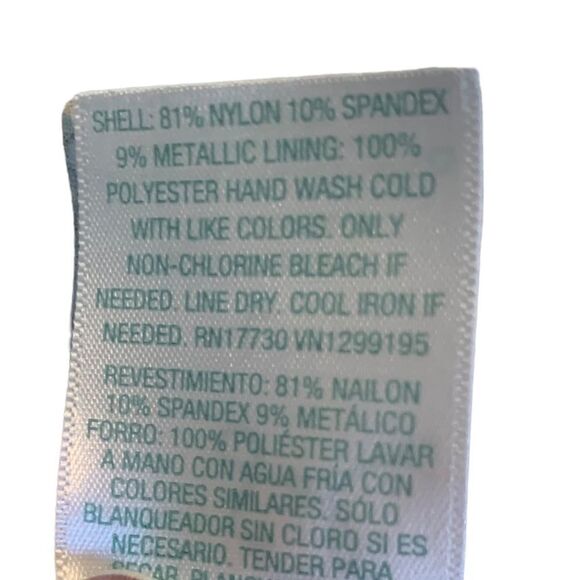 SHELL: 81% NYLON 10% SPANDEX
9% METALLIC LINING: 100%
POLYESTER HAND WASH COLD
WITH LIKE COLORS. ONLY
NON-CHLORINE BLEACH IF
NEEDED. LINE DRY. COOL IRON IF
NEEDED. RN17730 VN1299195
REVESTIMIENTO: 81% NAILON
10% SPANDEX 9% METÁLICO
FORRO: 100% POLIÉSTER LAVAR
A MANO CON AGUA FRÍA CON
COLORES SIMILARES. SÓLO
BLANQUEADOR SIN CLORO SI ES
NECESARIO. TENDER PARA